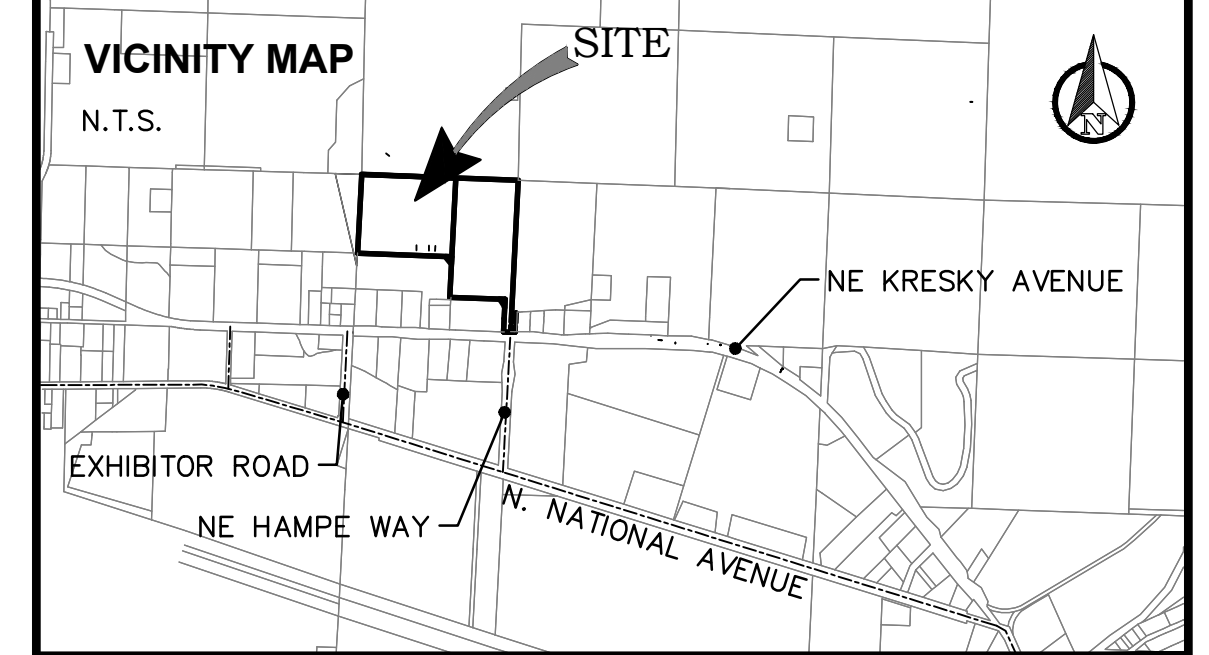 SITE
VICINITY MAP
N.T.S.
N
NE KRESKY AVENUE
EXHIBITOR ROAD
NE HAMPE WAY
N. NATIONAL AVENUE